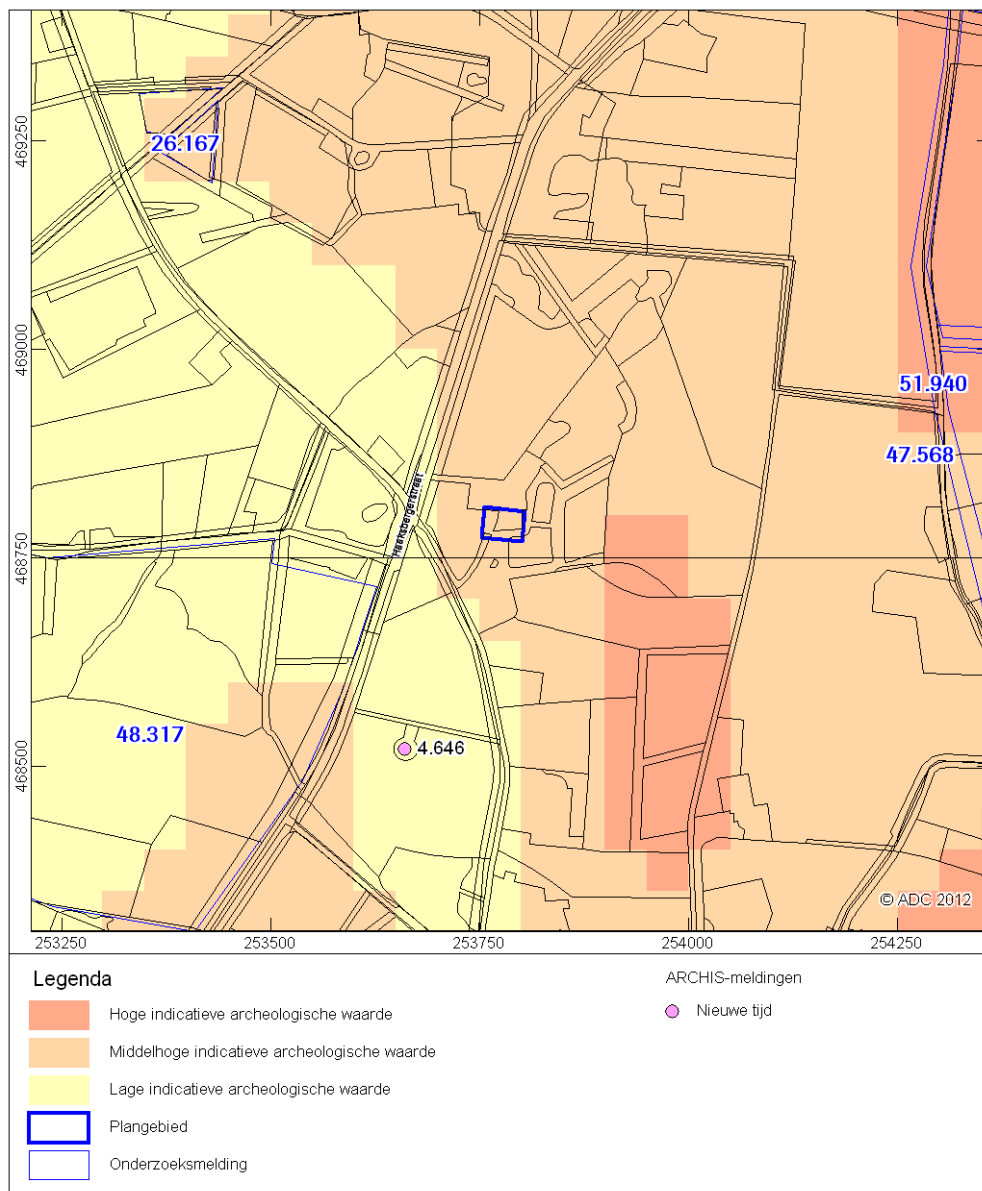 469250
469000
468750
468500
26.167
51.940
47.568
Haaksbergerstraat
48.317
4.646
© ADC 2012
253250
253500
253750
254000
254250
Legenda
Hoge indicatieve archeologische waarde
Middelhoge indicatieve archeologische waarde
Lage indicatieve archeologische waarde
Plangebied
Onderzoeksmelding
ARCHIS-meldingen
Nieuwe tijd